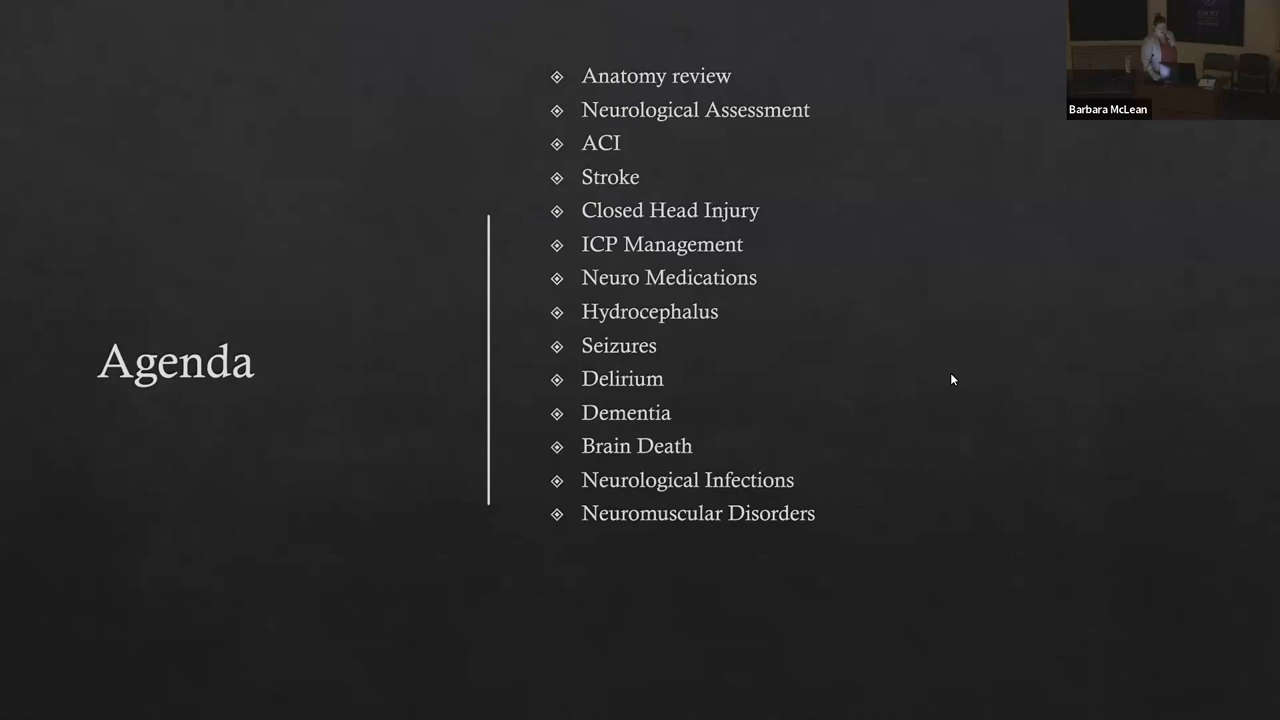 Agenda
Anatomy review
Neurological Assessment
ACI
Stroke
Closed Head Injury
ICP Management
Neuro Medications
Hydrocephalus
Seizures
Delirium
Dementia
Brain Death
Neurological Infections
Neuromuscular Disorders
Barbara McLean